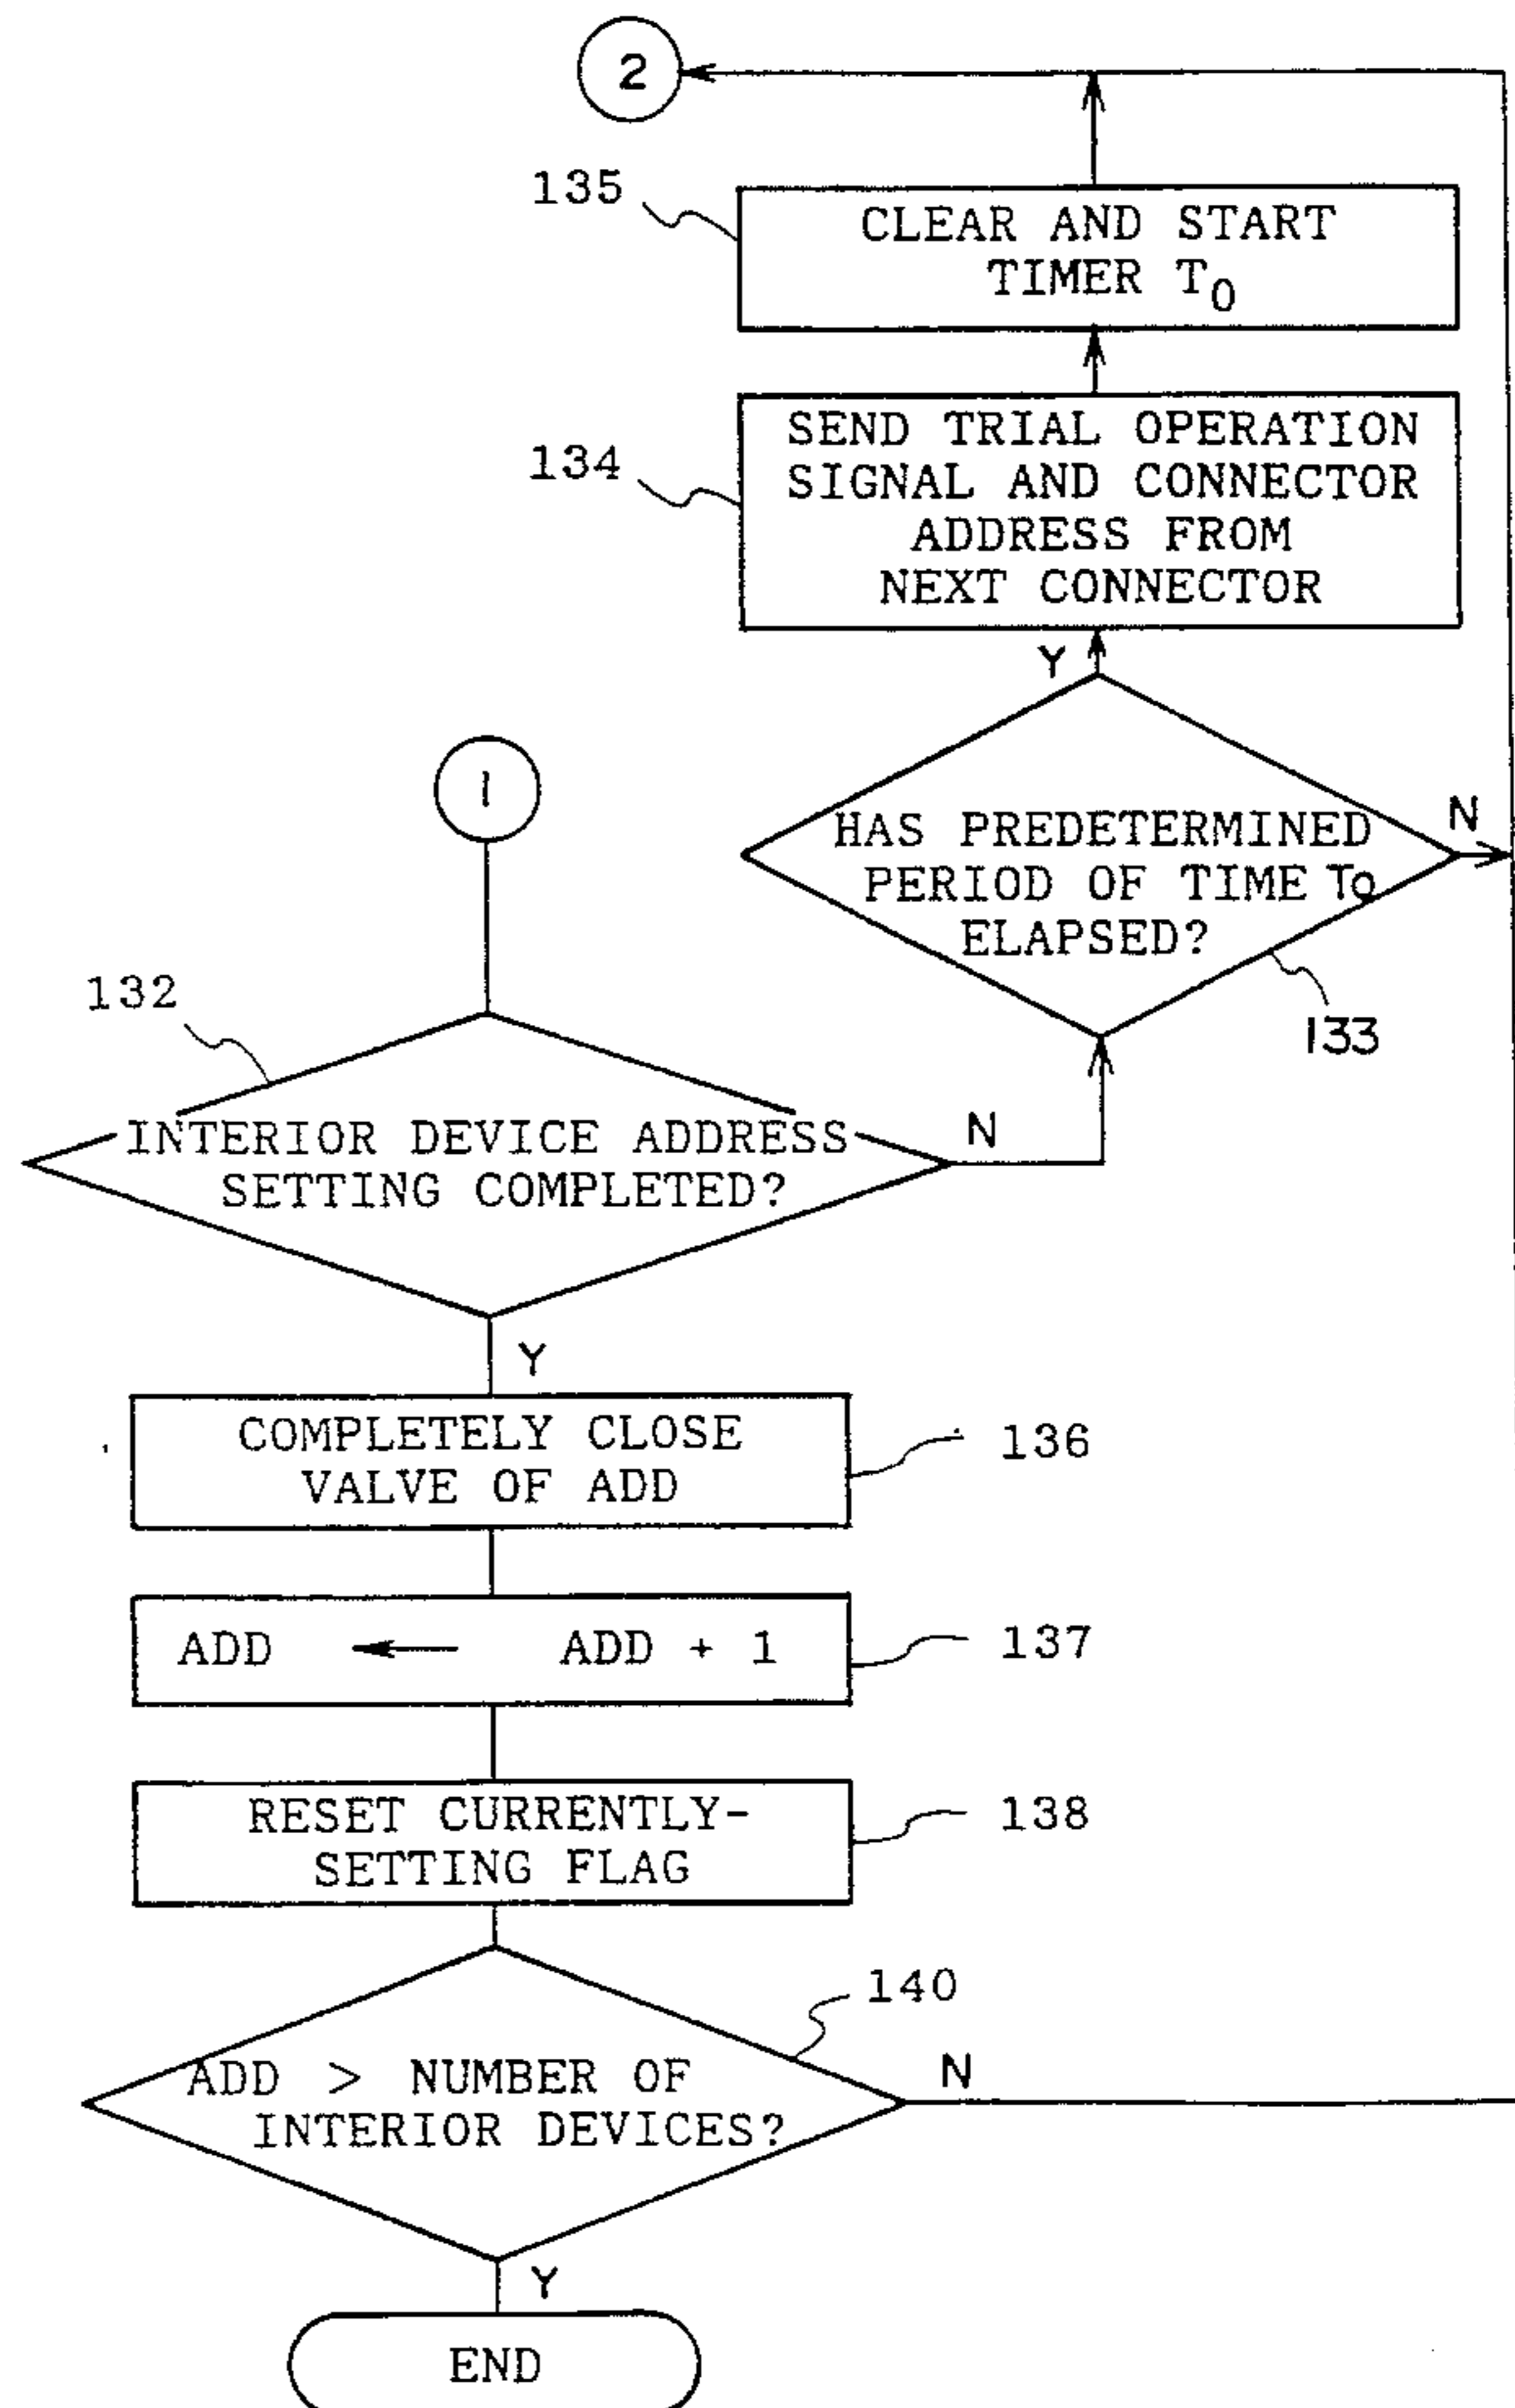 2
135
CLEAR AND START
TIMER T0
134
SEND TRIAL OPERATION
SIGNAL AND CONNECTOR
ADDRESS FROM
NEXT CONNECTOR
Y
1
HAS PREDETERMINED
PERIOD OF TIME T0
ELAPSED?
N
133
132
INTERIOR DEVICE ADDRESS
SETTING COMPLETED?
N
Y
COMPLETELY CLOSE
VALVE OF ADD
136
ADD ← ADD + 1
137
RESET CURRENTLY-
SETTING FLAG
138
140
ADD > NUMBER OF
INTERIOR DEVICES?
N
Y
END